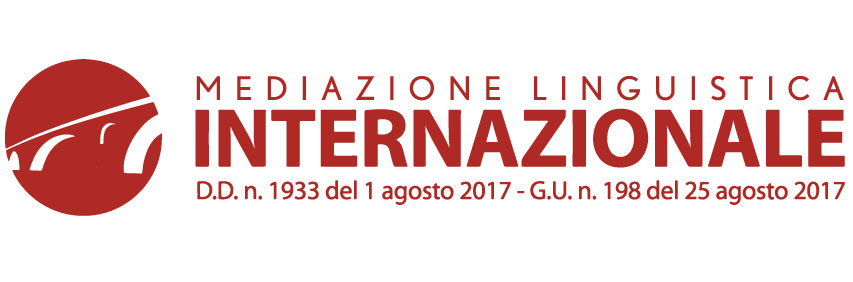 MEDIAZIONE LINGUISTICA
INTERNAZIONALE
D.D. n. 1933 del 1 agosto 2017 - G.U. n. 198 del 25 agosto 2017